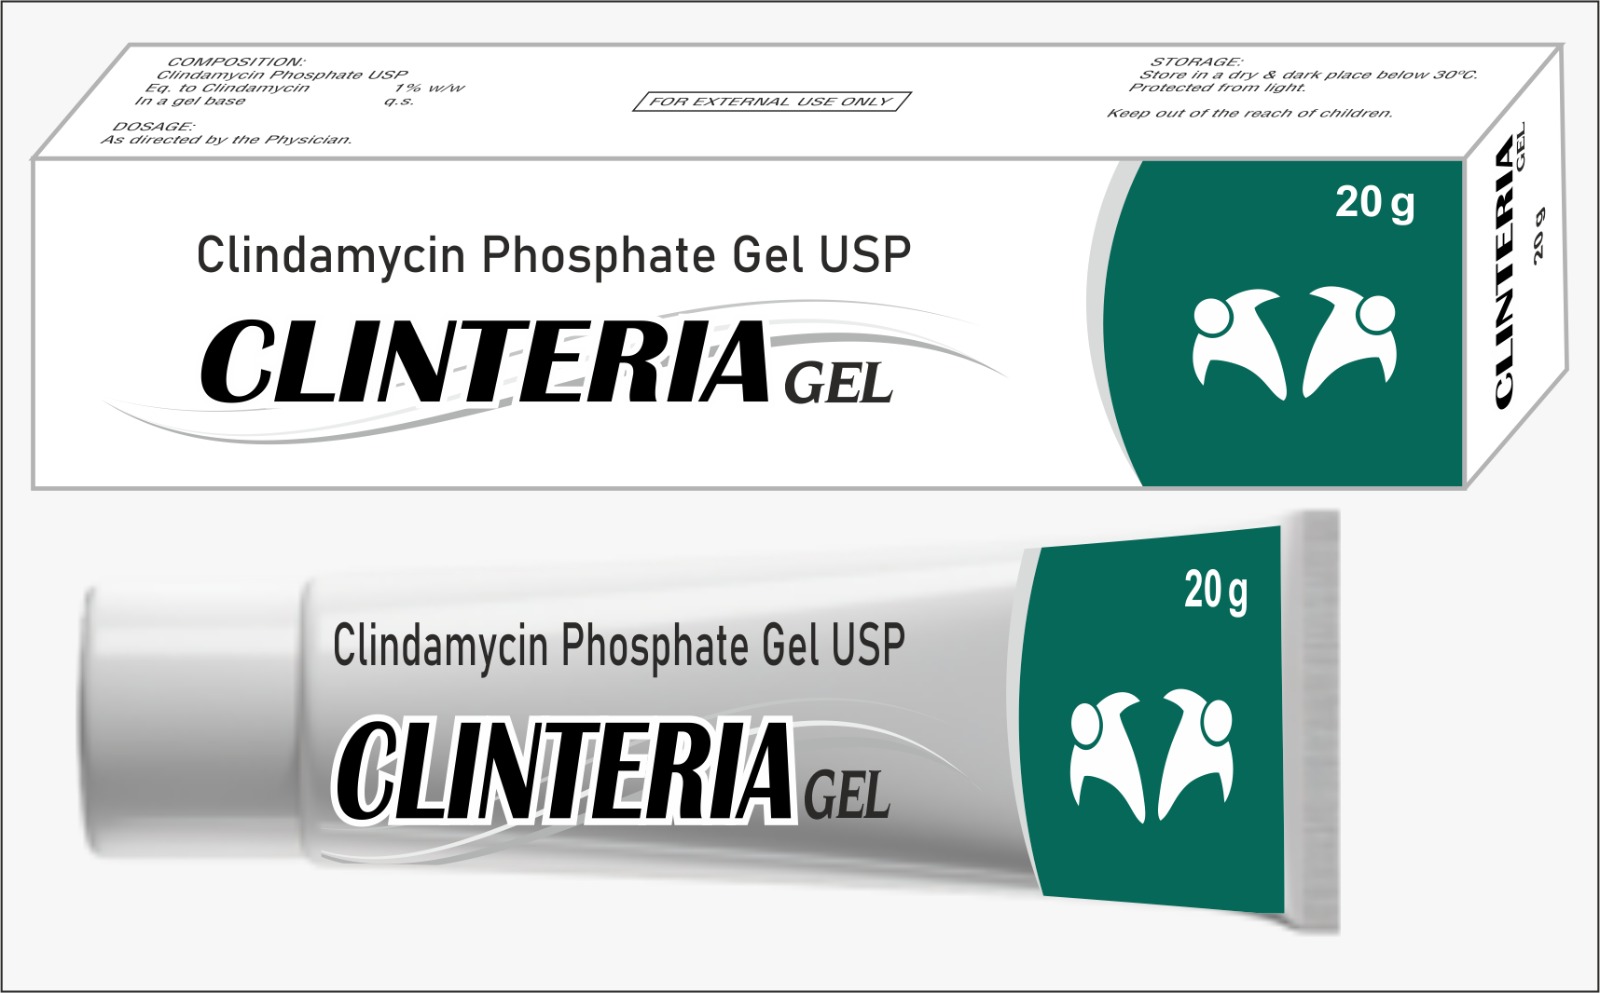 COMPOSITION:
Clindamycin Phosphate USP
Eq. to Clindamycin 1% w/w
In a gel base q.s.
DOSAGE:
As directed by the Physician.
FOR EXTERNAL USE ONLY
STORAGE:
Store in a dry & dark place below 30ºC.
Protected from light.
Keep out of the reach of children.
Clindamycin Phosphate Gel USP
CLINTERIA GEL
20 g
CLINTERIA GEL
20 g
Clindamycin Phosphate Gel USP
CLINTERIA GEL
20 g